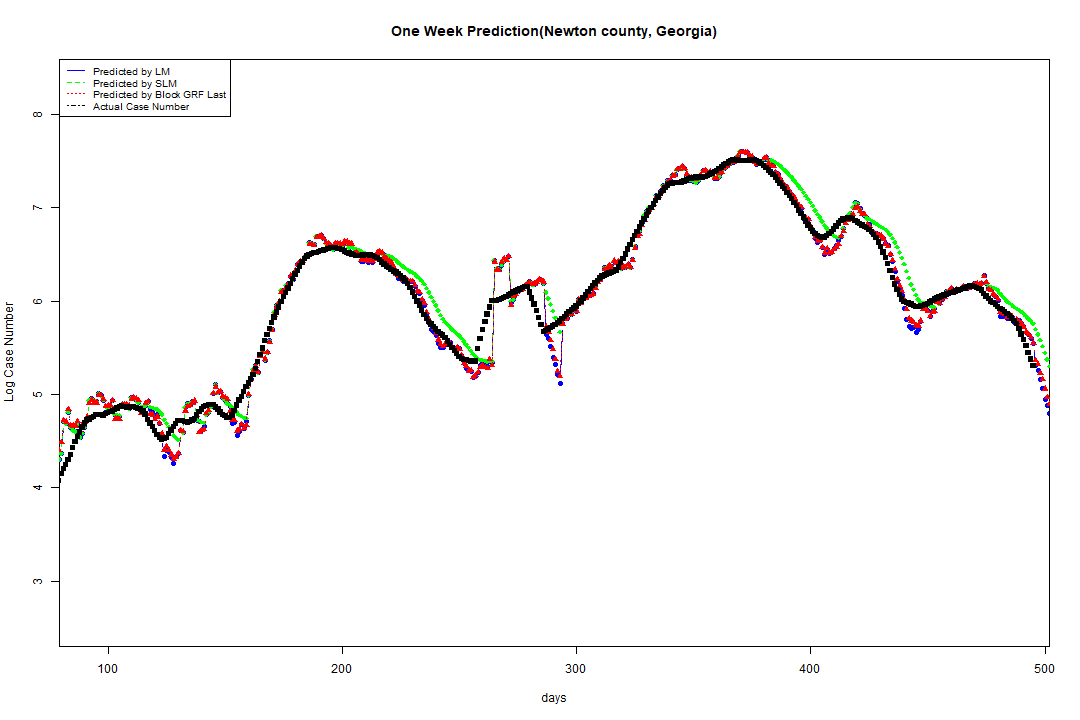 One Week Prediction(Newton county, Georgia)
Predicted by LM
Predicted by SLM
Predicted by Block GRF Last
Actual Case Number
8
7
6
5
4
3
Log Case Number
100 200 300 400 500
days